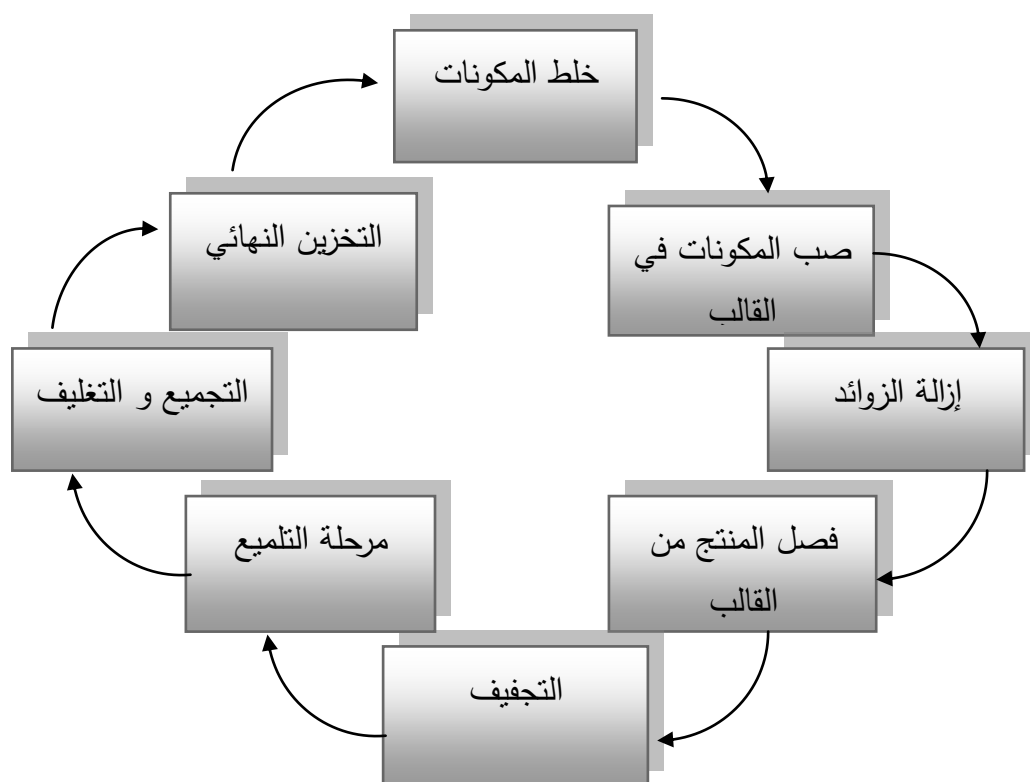 خلط المكونات
صب المكونات في
القالب
إزالة الزوائد
فصل المنتج من
القالب
التجفيف
مرحلة التلميع
التجميع و التغليف
التخزين النهائي